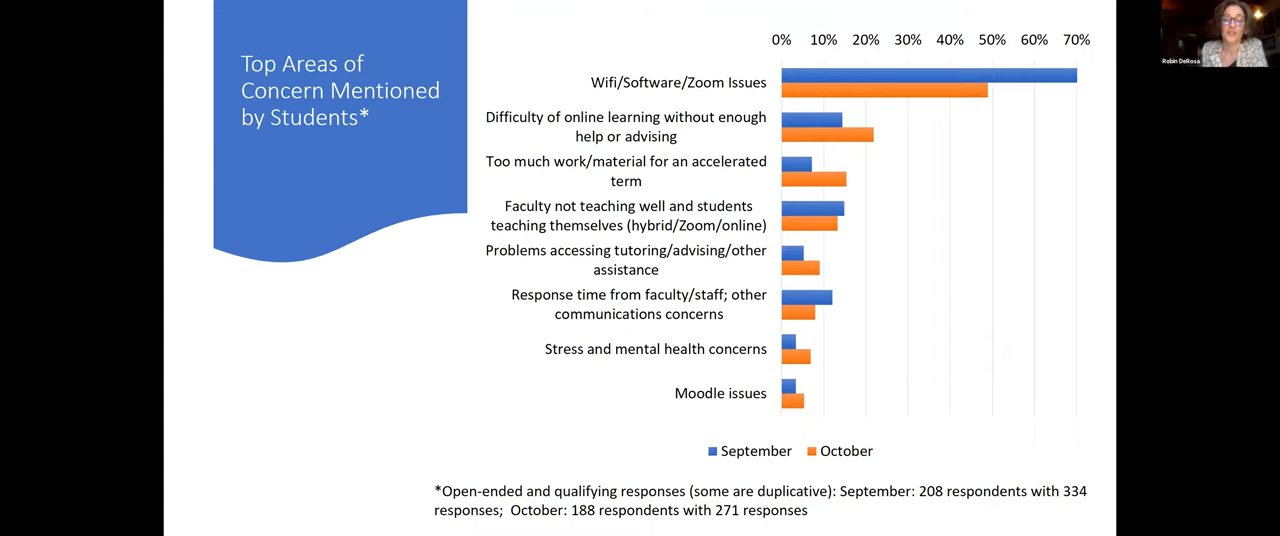 Top Areas of
Concern Mentioned
by Students*
0% 10% 20% 30% 40% 50% 60% 70%
Wifi/Software/Zoom Issues
Difficulty of online learning without enough
help or advising
Too much work/material for an accelerated
term
Faculty not teaching well and students
teaching themselves (hybrid/Zoom/online)
Problems accessing tutoring/advising/other
assistance
Response time from faculty/staff; other
communications concerns
Stress and mental health concerns
Moodle issues
September October
*Open-ended and qualifying responses (some are duplicative): September: 208 respondents with 334
responses; October: 188 respondents with 271 responses
Robin DeRosa